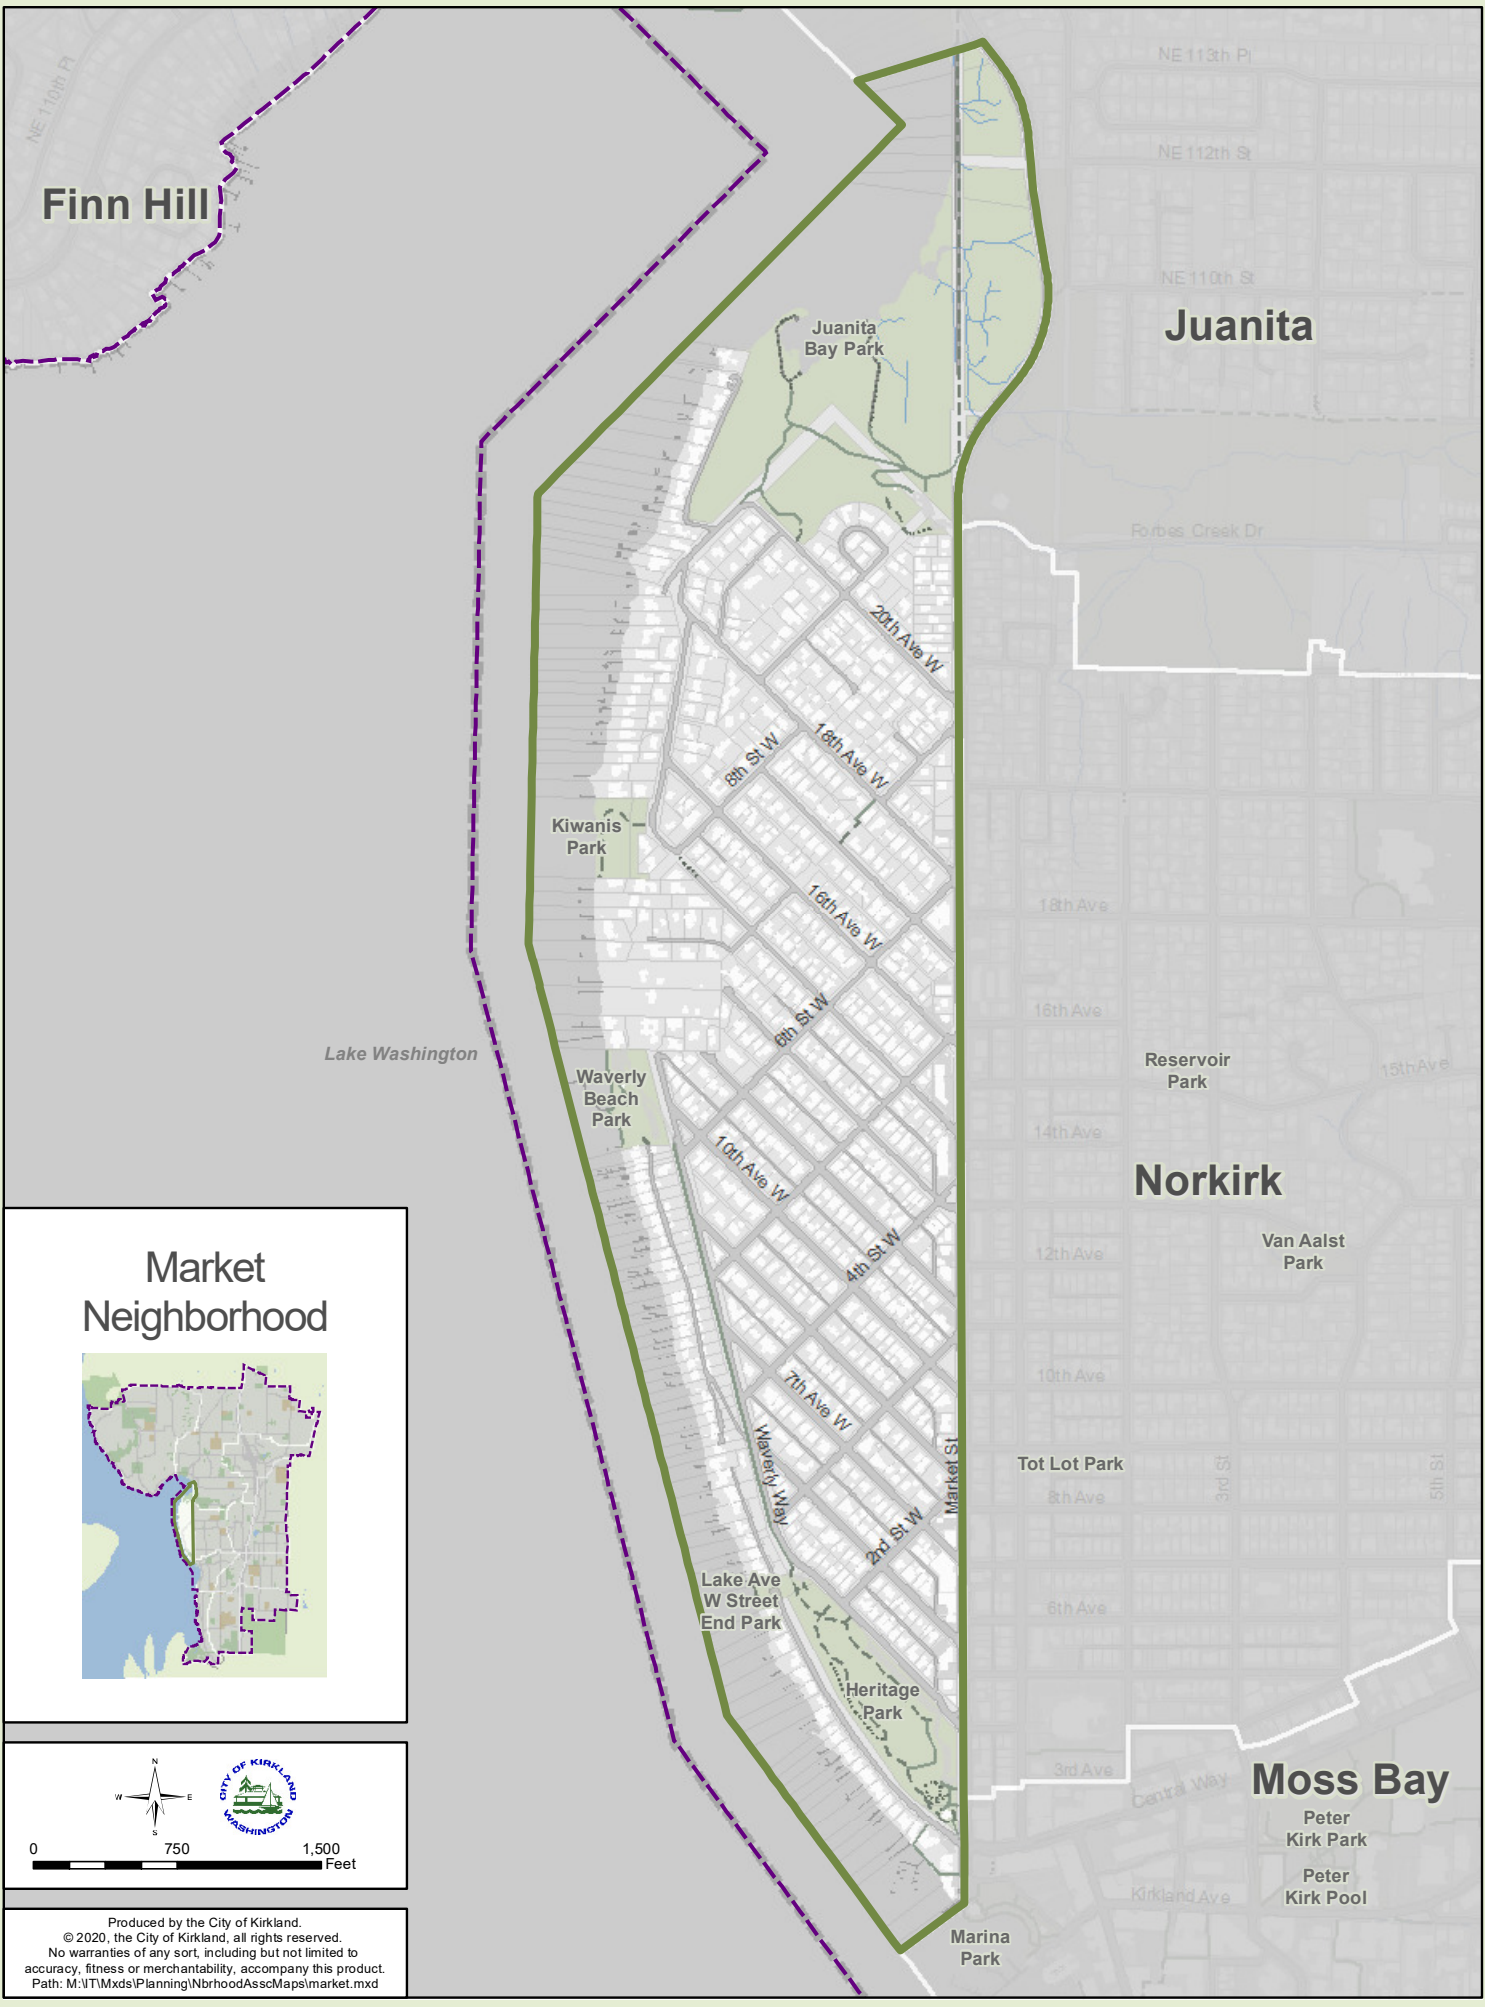 NE 110th Pl
NE 113th Pl
NE 112th St
Finn Hill
NE 110th St
Juanita
Juanita
Bay Park
Forbes Creek Dr
20th Ave W
18th Ave W
8th St W
Kiwanis
Park
16th Ave W
18th Ave
6th St W
16th Ave
Lake Washington
Reservoir
Park
15th Ave
Waverly
Beach
Park
14th Ave
10th Ave W
Norkirk
4th St W
12th Ave
Van Aalst
Park
Market
Neighborhood
7th Ave W
10th Ave
Waverly Way
Market St
Tot Lot Park
8th Ave
3rd St
5th St
2nd St W
Lake Ave
W Street
End Park
6th Ave
Heritage
Park
3rd Ave
Central Way
Moss Bay
Peter
Kirk Park
Peter
Kirk Pool
Kirkland Ave
Marina
Park
N
W
E
S
CITY OF KIRKLAND
WASHINGTON
0 750 1,500
Feet
Produced by the City of Kirkland.
© 2020, the City of Kirkland, all rights reserved.
No warranties of any sort, including but not limited to
accuracy, fitness or merchantability, accompany this product.
Path: M:\IT\Mxds\Planning\NbrhoodAsscMaps\market.mxd